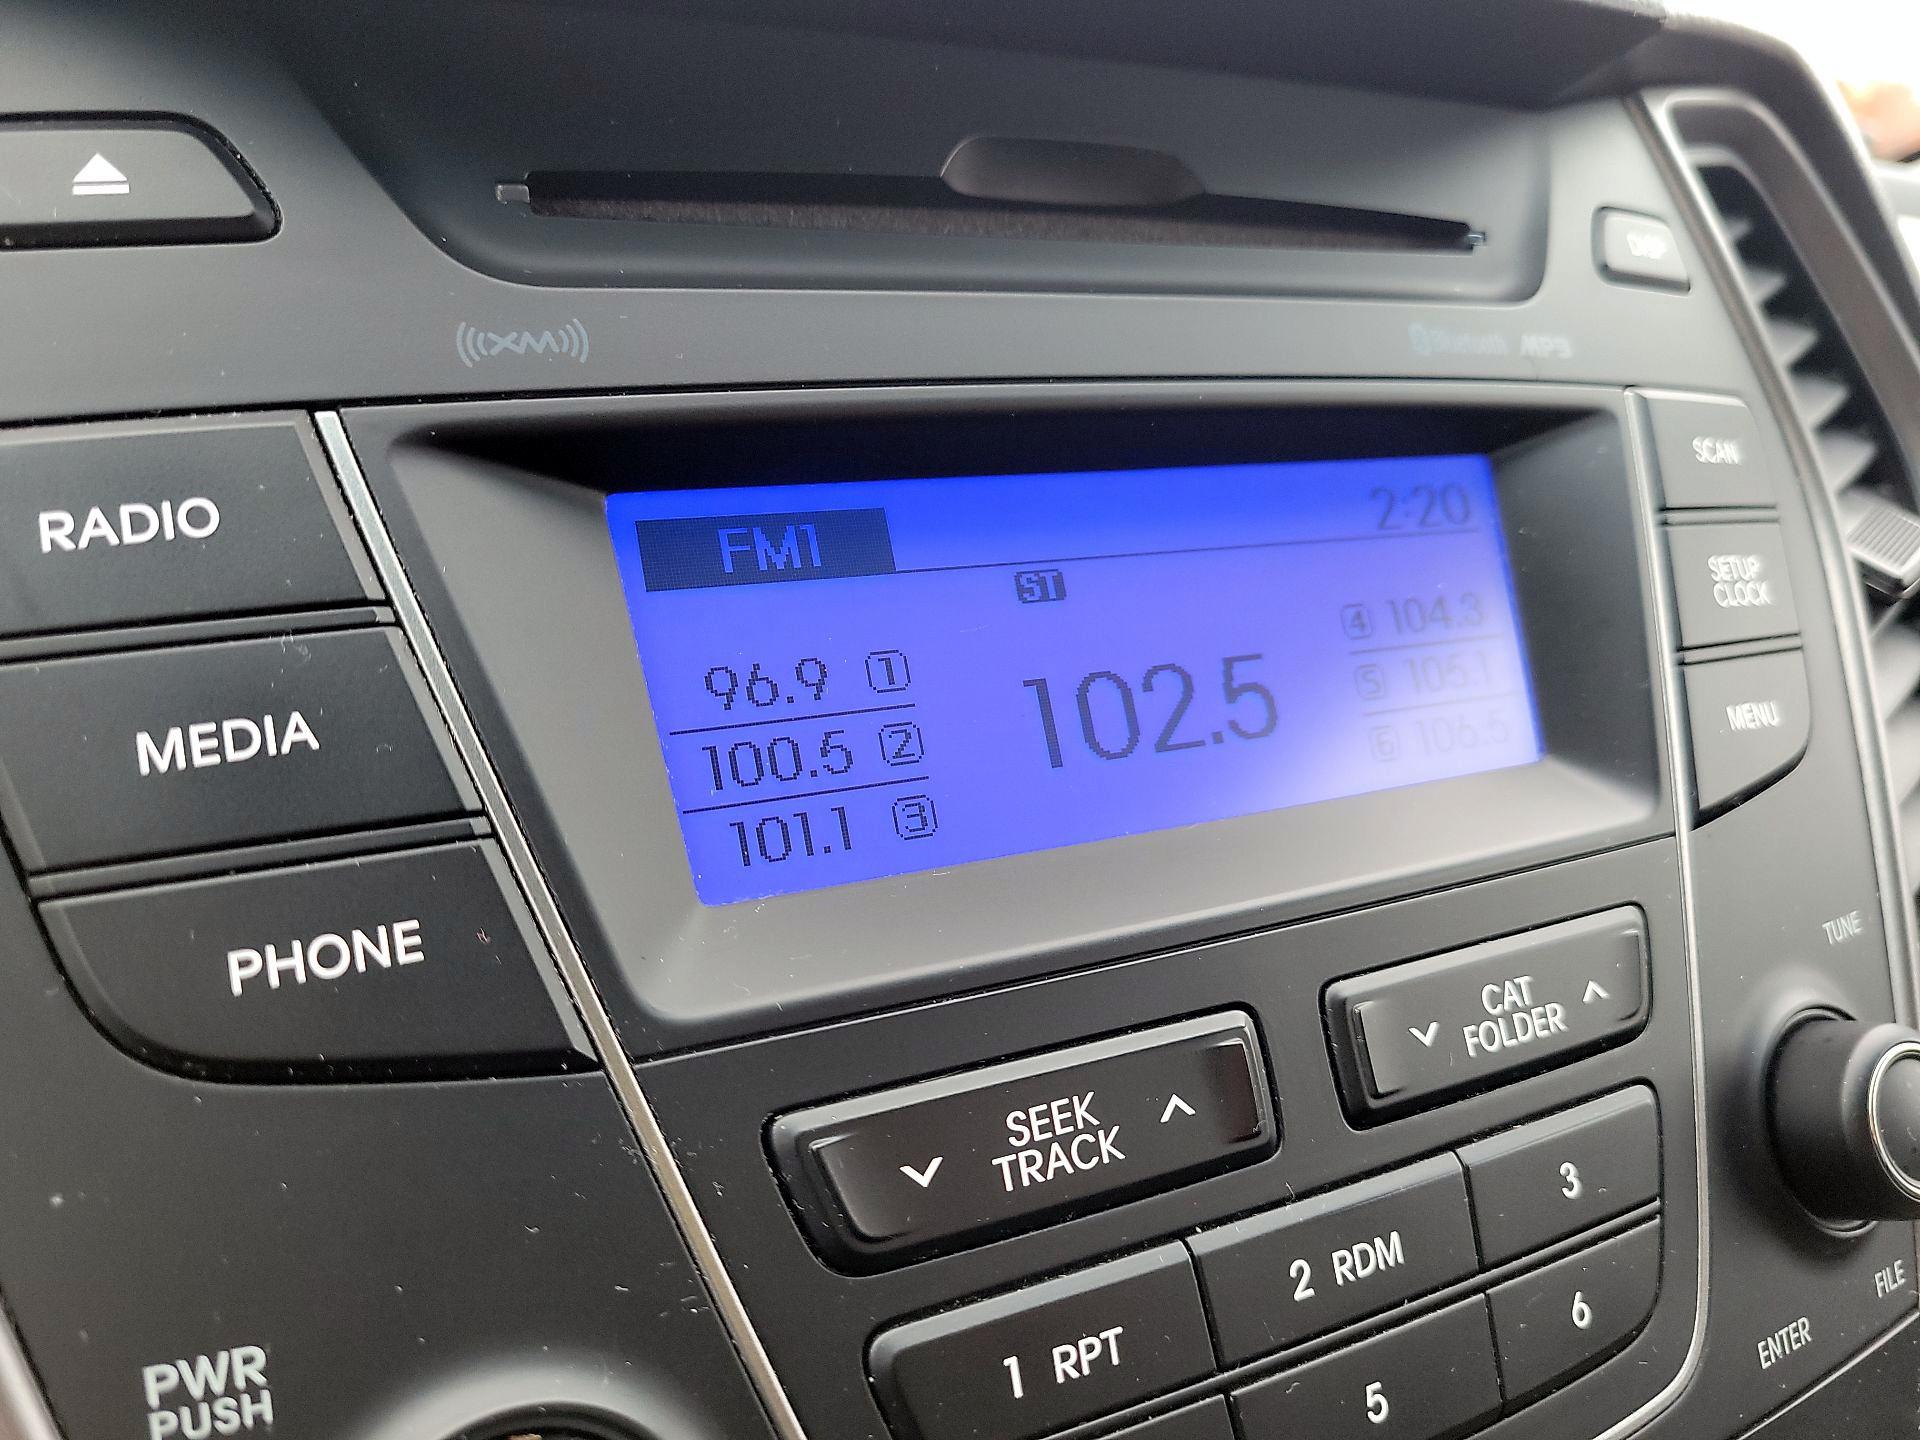 DISP
XM
Bluetooth MP3
RADIO
MEDIA
PHONE
FM1
2:20
ST
96.9 1
100.5 2
101.1 3
102.5
4 104.3
5 105.1
6 106.5
SCAN
SETUP
CLOCK
MENU
TUNE
CAT
FOLDER
SEEK
TRACK
1 RPT
2 RDM
3
5
6
FILE
ENTER
PWR
PUSH